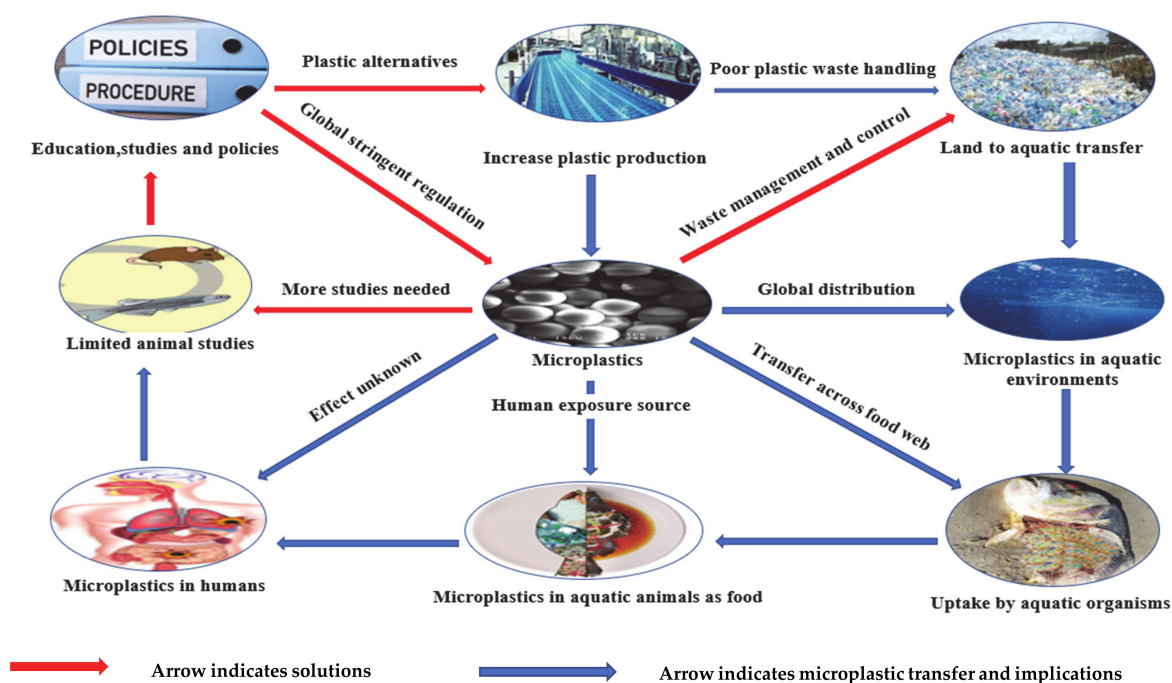 POLICIES
PROCEDURE
Plastic alternatives
Poor plastic waste handling
Education,studies and policies
Global stringent regulation
Increase plastic production
Waste management and control
Land to aquatic transfer
More studies needed
Global distribution
Limited animal studies
Microplastics
Microplastics in aquatic
environments
Effect unknown
Human exposure source
Transfer across food web
Microplastics in humans
Microplastics in aquatic animals as food
Uptake by aquatic organisms
Arrow indicates solutions
Arrow indicates microplastic transfer and implications